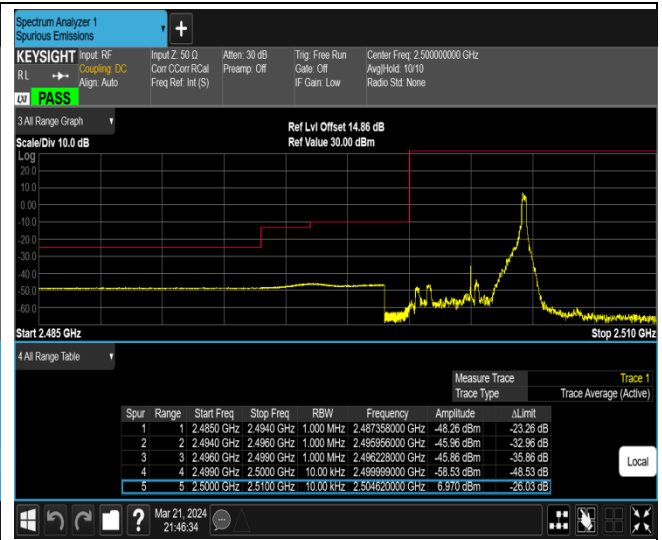 Spectrum Analyzer 1
Spurious Emissions
+
KEYSIGHT
RL
Input: RF
Coupling: DC
Align: Auto
Input Z: 50 Ω
Corr CCorr RCal
Freq Ref: Int (S)
Atten: 30 dB
Preamp: Off
Trig: Free Run
Gate: Off
IF Gain: Low
Center Freq: 2.500000000 GHz
Avg|Hold: 10/10
Radio Std: None
LXI PASS
3 All Range Graph
Ref Lvl Offset 14.86 dB
Scale/Div 10.0 dB
Ref Value 30.00 dBm
Log
20.0
10.0
0.00
-10.0
-20.0
-30.0
-40.0
-50.0
-60.0
Start 2.485 GHz
Stop 2.510 GHz
4 All Range Table
Measure Trace Trace 1
Trace Type Trace Average (Active)
Spur Range Start Freq Stop Freq RBW Frequency Amplitude ΔLimit
1 1 2.4850 GHz 2.4940 GHz 1.000 MHz 2.487358000 GHz -48.26 dBm -23.26 dB
2 2 2.4940 GHz 2.4960 GHz 1.000 MHz 2.495956000 GHz -45.96 dBm -32.96 dB
3 3 2.4960 GHz 2.4990 GHz 1.000 MHz 2.496228000 GHz -45.86 dBm -35.86 dB
4 4 2.4990 GHz 2.5000 GHz 10.00 kHz 2.499999000 GHz -58.53 dBm -48.53 dB
5 5 2.5000 GHz 2.5100 GHz 10.00 kHz 2.504620000 GHz 6.970 dBm -26.03 dB
Local
?
Mar 21, 2024
21:46:34